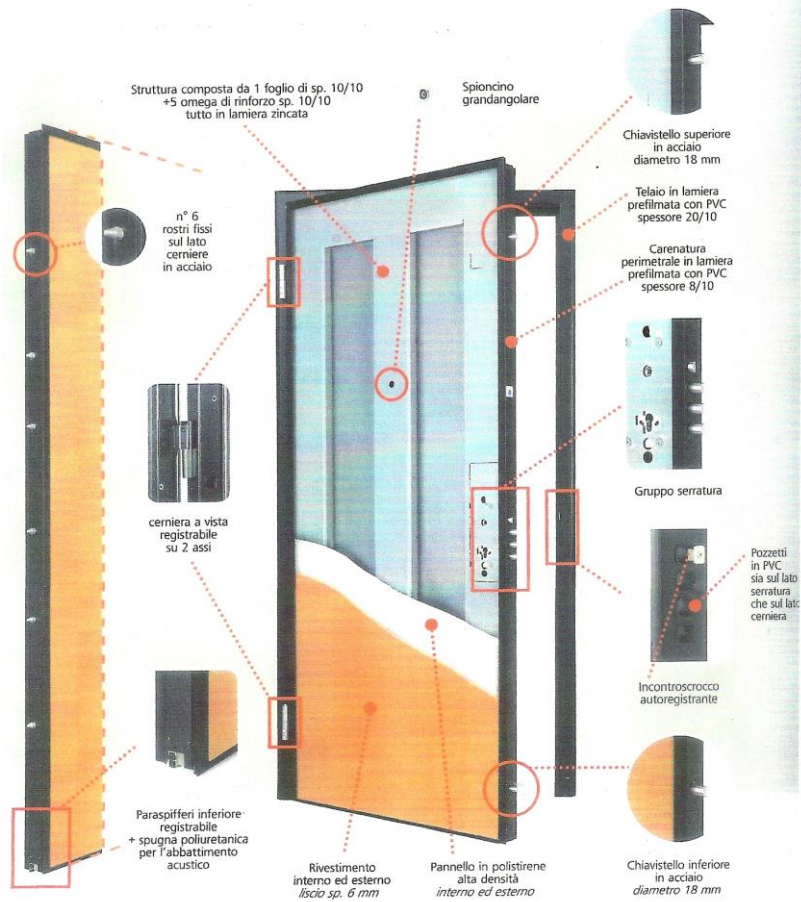 Struttura composta da 1 foglio di sp. 10/10
+5 omega di rinforzo sp. 10/10
tutto in lamiera zincata
Spioncino
grandangolare
Chiavistello superiore
in acciaio
diametro 18 mm
n° 6
rostri fissi
sul lato
cerniere
in acciaio
Telaio in lamiera
prefilmata con PVC
spessore 20/10
Carenatura
perimetrale in lamiera
prefilmata con PVC
spessore 8/10
Gruppo serratura
cerniera a vista
registrabile
su 2 assi
Pozzetti
in PVC
sia sul lato
serratura
che sul lato
cerniera
Incontroscrocco
autoregistrante
Paraspifferi inferiore
registrabile
+ spugna poliuretanica
per l'abbattimento
acustico
Rivestimento
interno ed esterno
liscio sp. 6 mm
Pannello in polistirene
alta densità
interno ed esterno
Chiavistello inferiore
in acciaio
diametro 18 mm